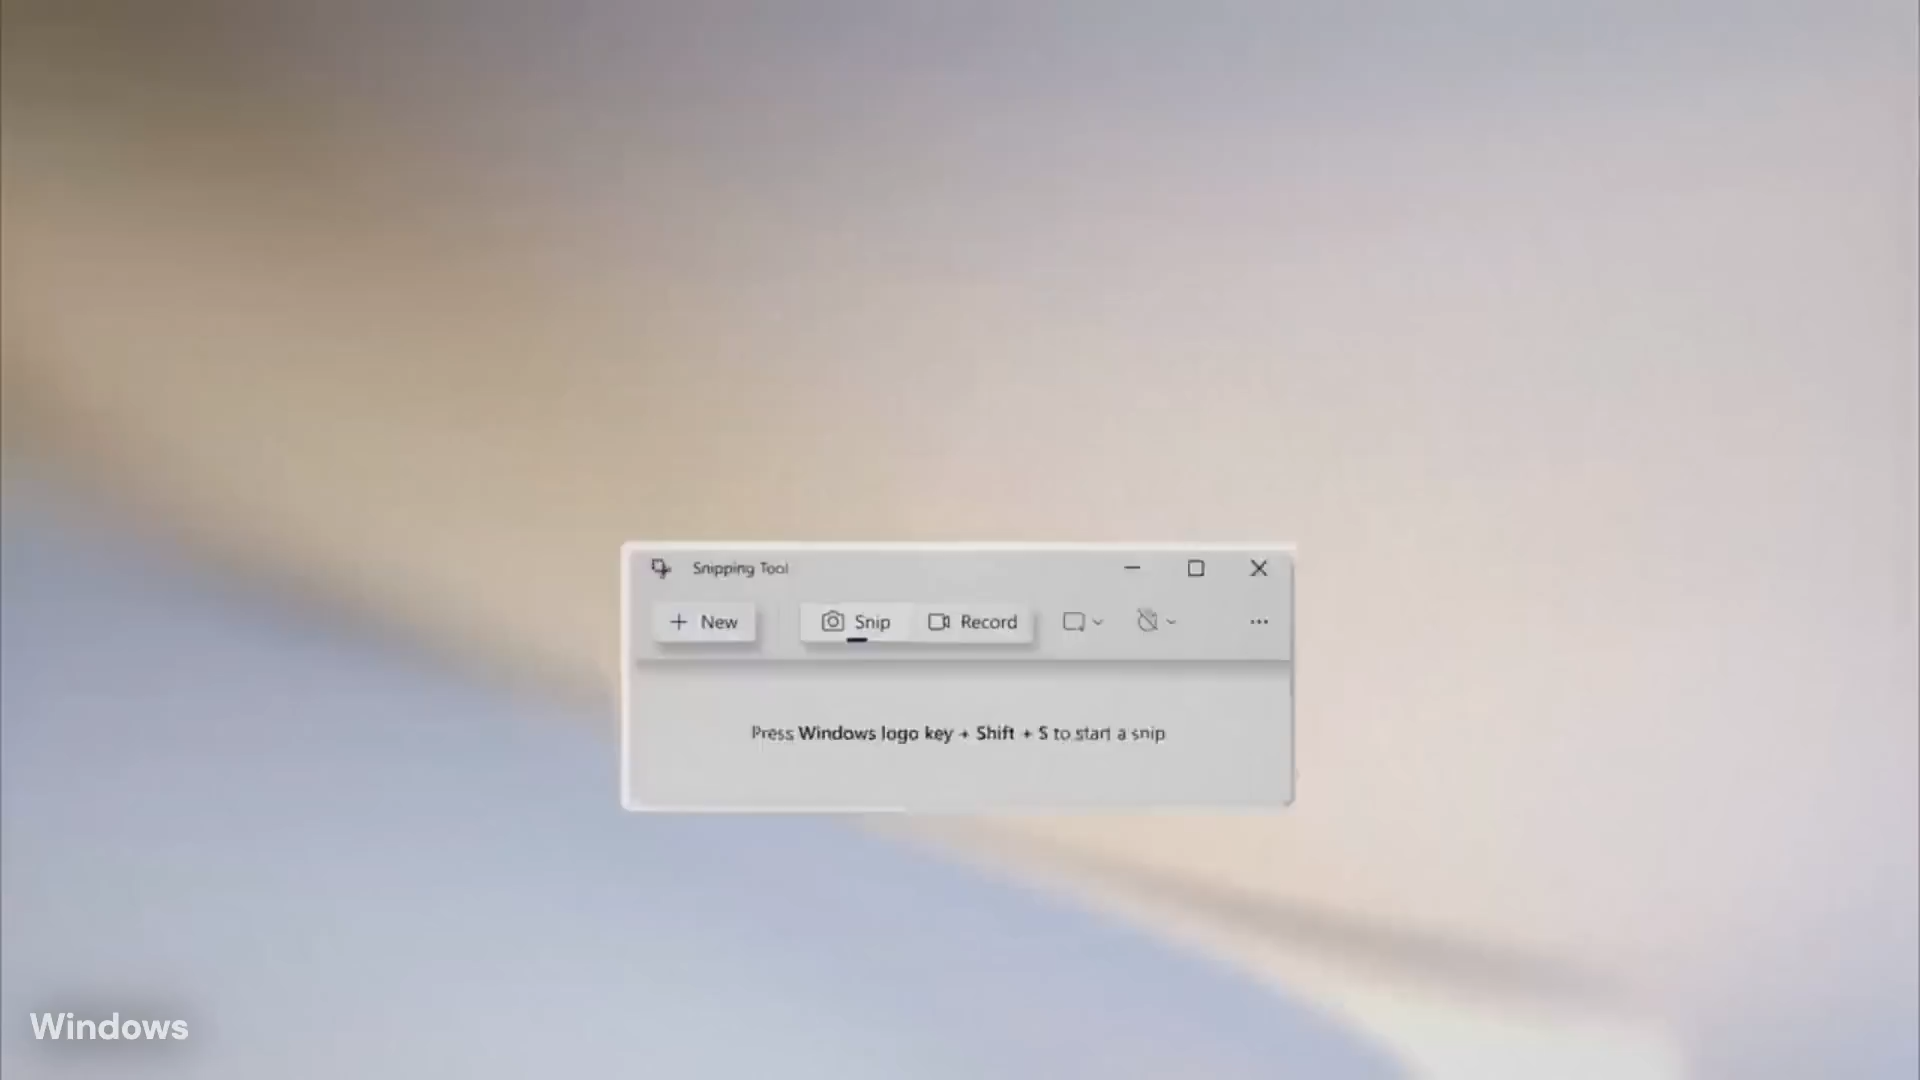 Snipping Tool
New
Snip
Record
Press Windows logo key + Shift + S to start a snip
Windows